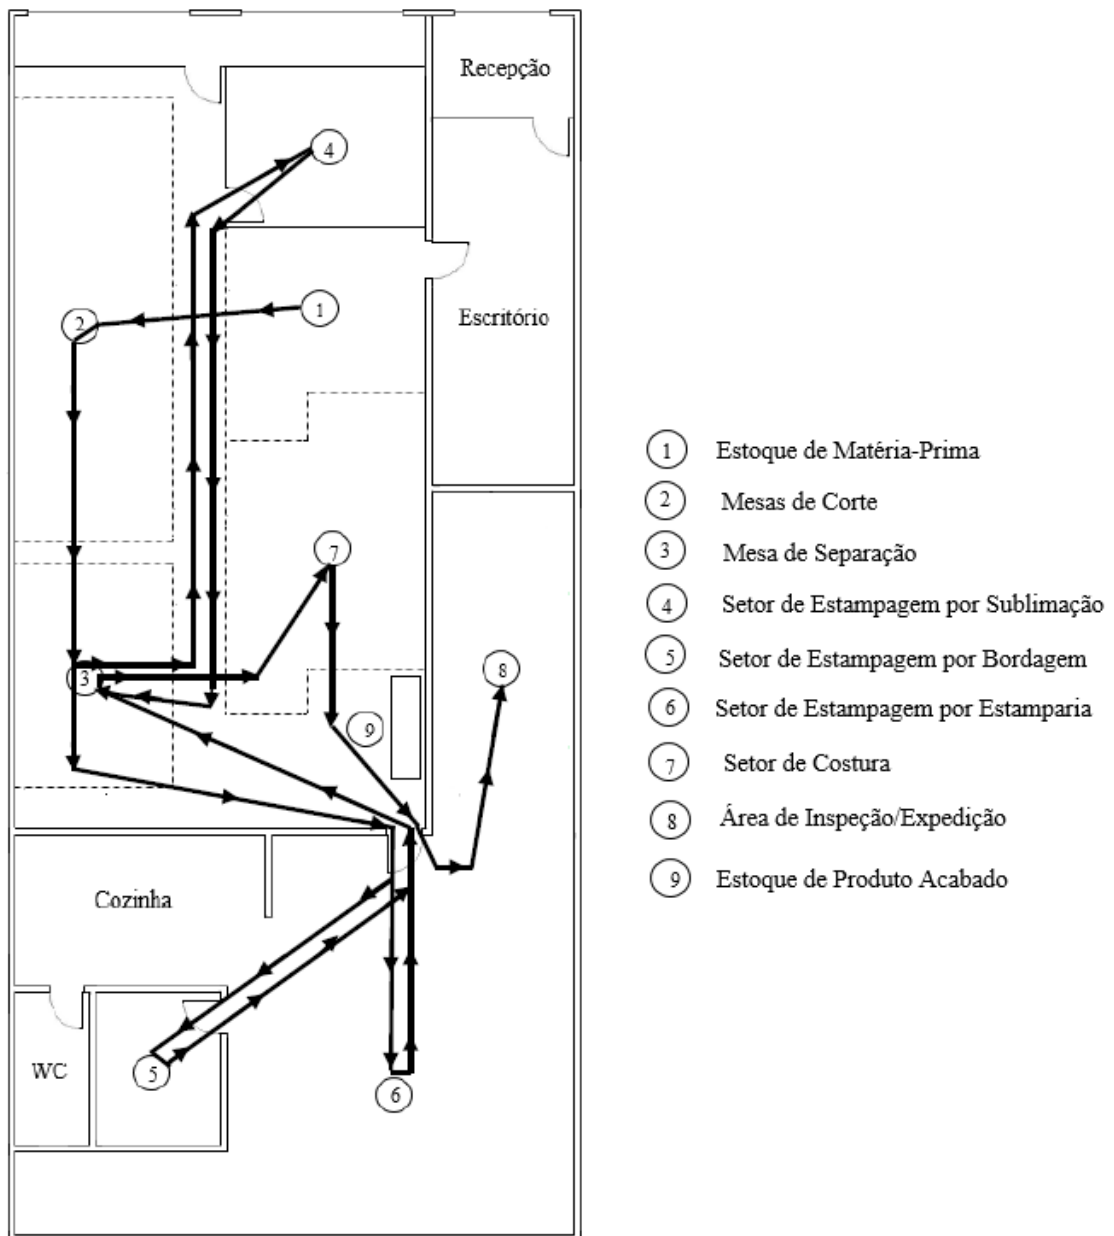 Recepção
4
1
2
Escritório
7
3
8
9
Cozinha
WC
5
6
1 Estoque de Matéria-Prima
2 Mesas de Corte
3 Mesa de Separação
4 Setor de Estampagem por Sublimação
5 Setor de Estampagem por Bordagem
6 Setor de Estampagem por Estamparia
7 Setor de Costura
8 Área de Inspeção/Expedição
9 Estoque de Produto Acabado